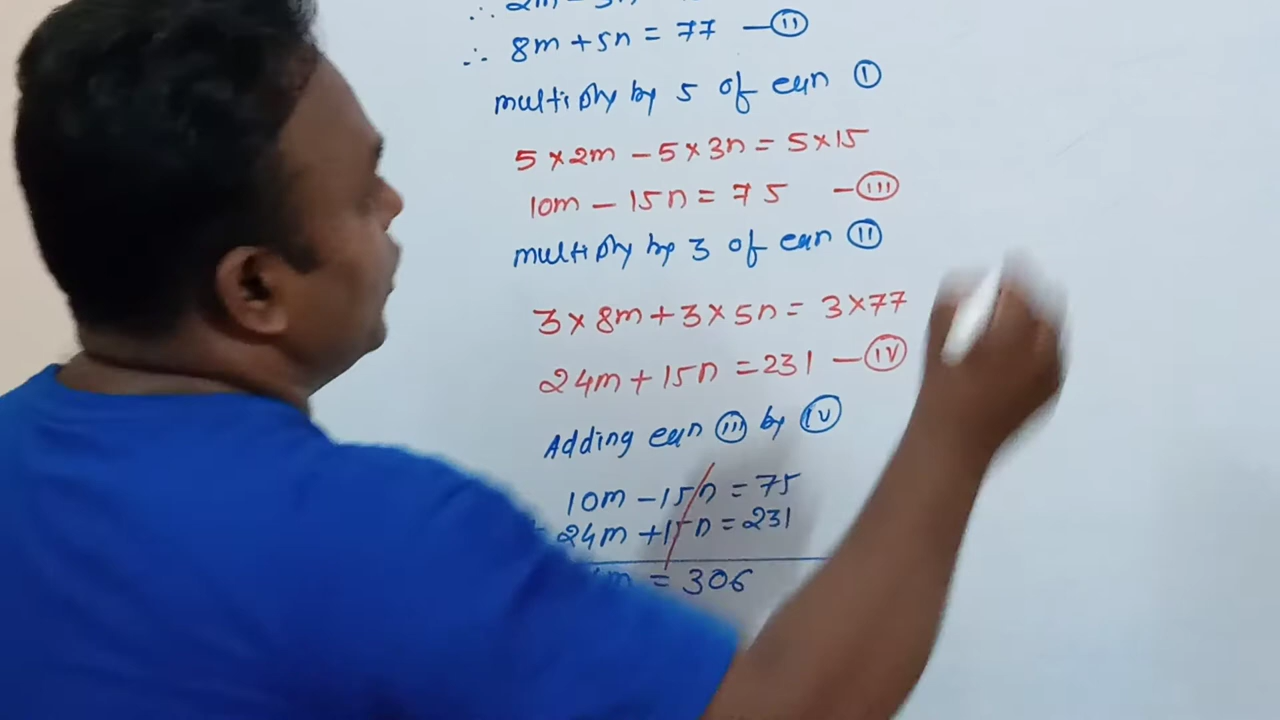 ∴ 2m - 3n
∴ 8m + 5n = 77 — (II)
multiply by 5 of eqn (I)
5 × 2m - 5 × 3n = 5 × 15
10m - 15n = 75 - (III)
multiply by 3 of eqn (II)
3 × 8m + 3 × 5n = 3 × 77
24m + 15n = 231 — (IV)
Adding eqn (III) by (IV)
10m - 15n = 75
24m + 15n = 231
m = 306